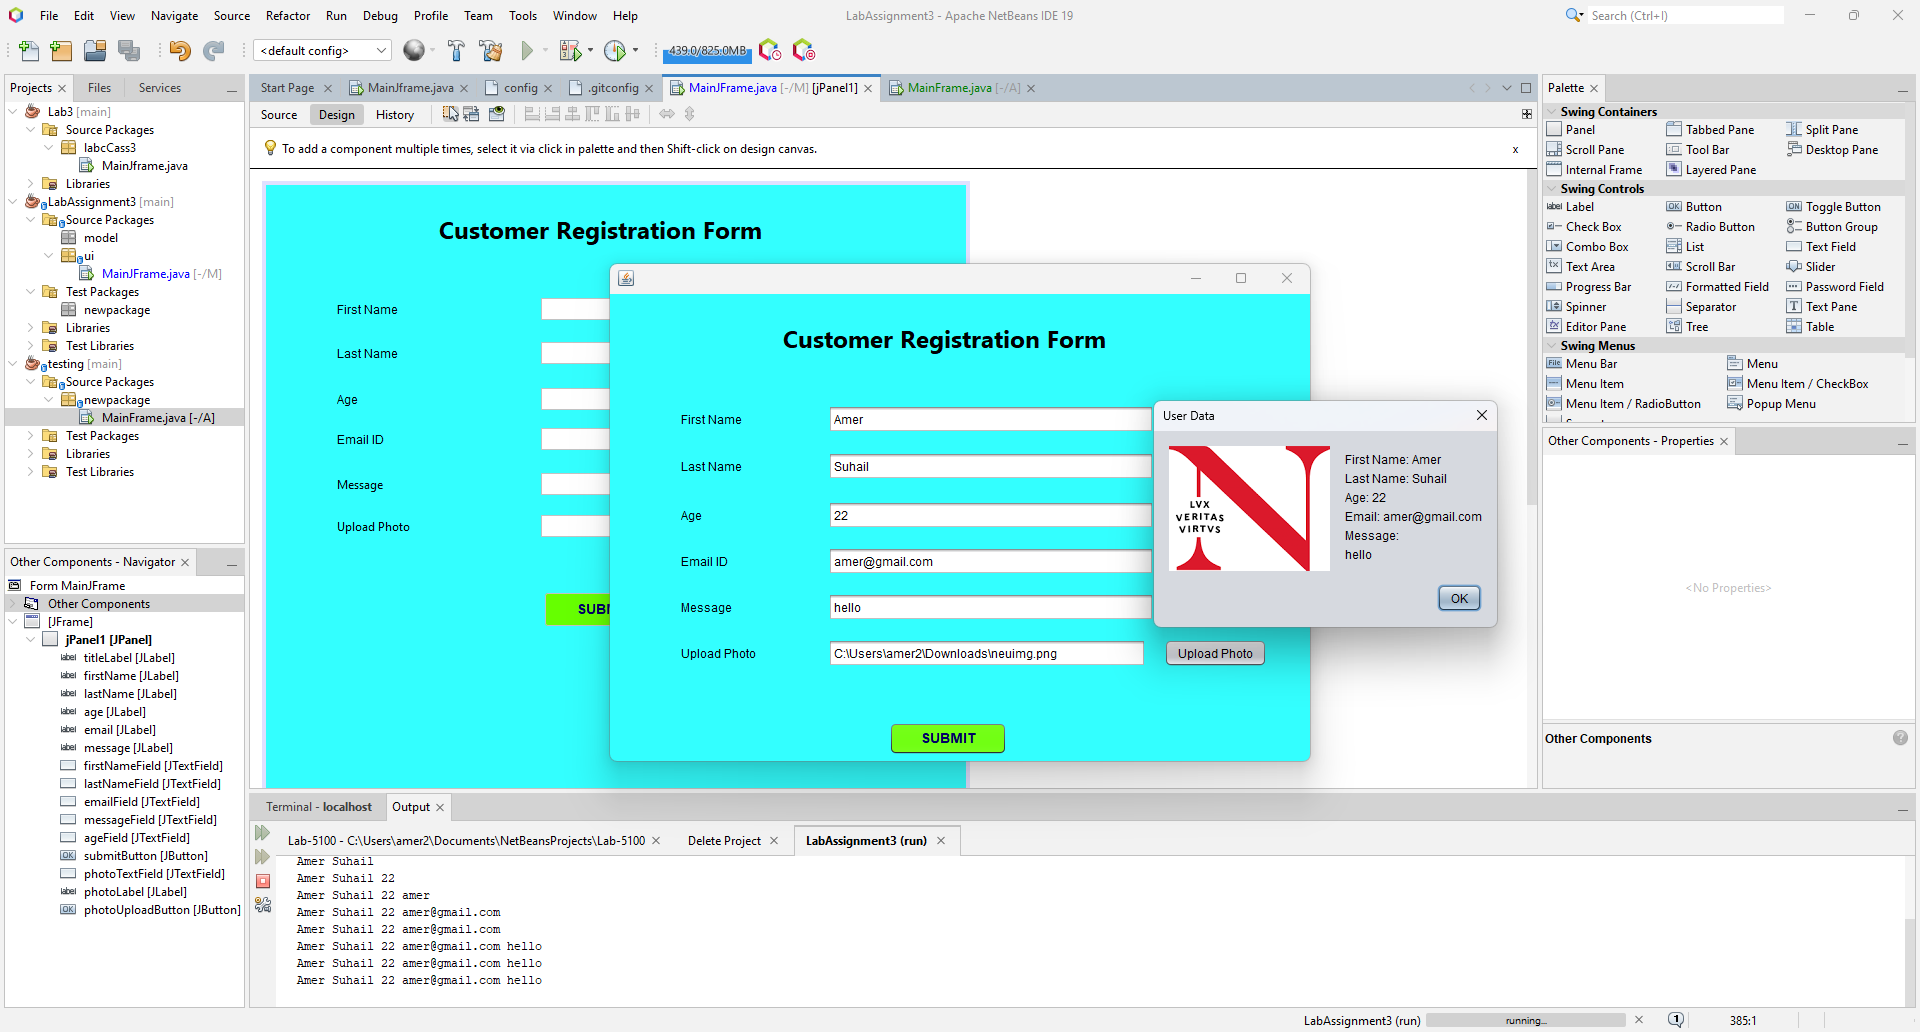 File Edit View Navigate Source Refactor Run Debug Profile Team Tools Window Help
LabAssignment3 - Apache NetBeans IDE 19
Search (Ctrl+I)
<default config>
439.0/825.0MB
Projects Files Services
Lab3 [main]
Source Packages
labcCass3
MainJframe.java
Libraries
LabAssignment3 [main]
Source Packages
model
ui
MainJFrame.java [-/M]
Test Packages
newpackage
Libraries
Test Libraries
testing [main]
Source Packages
newpackage
MainFrame.java [-/A]
Test Packages
Libraries
Test Libraries
Other Components - Navigator
Form MainJFrame
Other Components
[JFrame]
jPanel1 [JPanel]
label titleLabel [JLabel]
label firstName [JLabel]
label lastName [JLabel]
label age [JLabel]
label email [JLabel]
label message [JLabel]
firstNameField [JTextField]
lastNameField [JTextField]
emailField [JTextField]
messageField [JTextField]
ageField [JTextField]
OK submitButton [JButton]
photoTextField [JTextField]
label photoLabel [JLabel]
OK photoUploadButton [JButton]
Start Page MainJframe.java config .gitconfig MainJFrame.java [-/M] [jPanel1] MainFrame.java [-/A]
Source Design History
To add a component multiple times, select it via click in palette and then Shift-click on design canvas. x
Customer Registration Form
First Name
Last Name
Age
Email ID
Message
Upload Photo
SUBM
Customer Registration Form
First Name Amer
Last Name Suhail
Age 22
Email ID amer@gmail.com
Message hello
Upload Photo C:\Users\amer2\Downloads\neuimg.png Upload Photo
SUBMIT
User Data
LVX
VERITAS
VIRTVS
First Name: Amer
Last Name: Suhail
Age: 22
Email: amer@gmail.com
Message:
hello
OK
Palette
Swing Containers
Panel Tabbed Pane Split Pane
Scroll Pane Tool Bar Desktop Pane
Internal Frame Layered Pane
Swing Controls
label Label OK Button ON Toggle Button
Check Box Radio Button Button Group
Combo Box List Text Field
Text Area Scroll Bar Slider
Progress Bar Formatted Field Password Field
Spinner Separator Text Pane
Editor Pane Tree Table
Swing Menus
File Menu Bar Menu
Menu Item Menu Item / CheckBox
Menu Item / RadioButton Popup Menu
Other Components - Properties
<No Properties>
Other Components
Terminal - localhost Output
Lab-5100 - C:\Users\amer2\Documents\NetBeansProjects\Lab-5100 Delete Project LabAssignment3 (run)
Amer Suhail
Amer Suhail 22
Amer Suhail 22 amer
Amer Suhail 22 amer@gmail.com
Amer Suhail 22 amer@gmail.com
Amer Suhail 22 amer@gmail.com hello
Amer Suhail 22 amer@gmail.com hello
Amer Suhail 22 amer@gmail.com hello
LabAssignment3 (run) running... 1 385:1